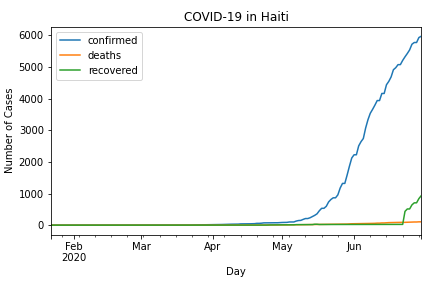 COVID-19 in Haiti
confirmed
deaths
recovered
Number of Cases
6000
5000
4000
3000
2000
1000
0
Feb
2020
Mar
Apr
May
Jun
Day